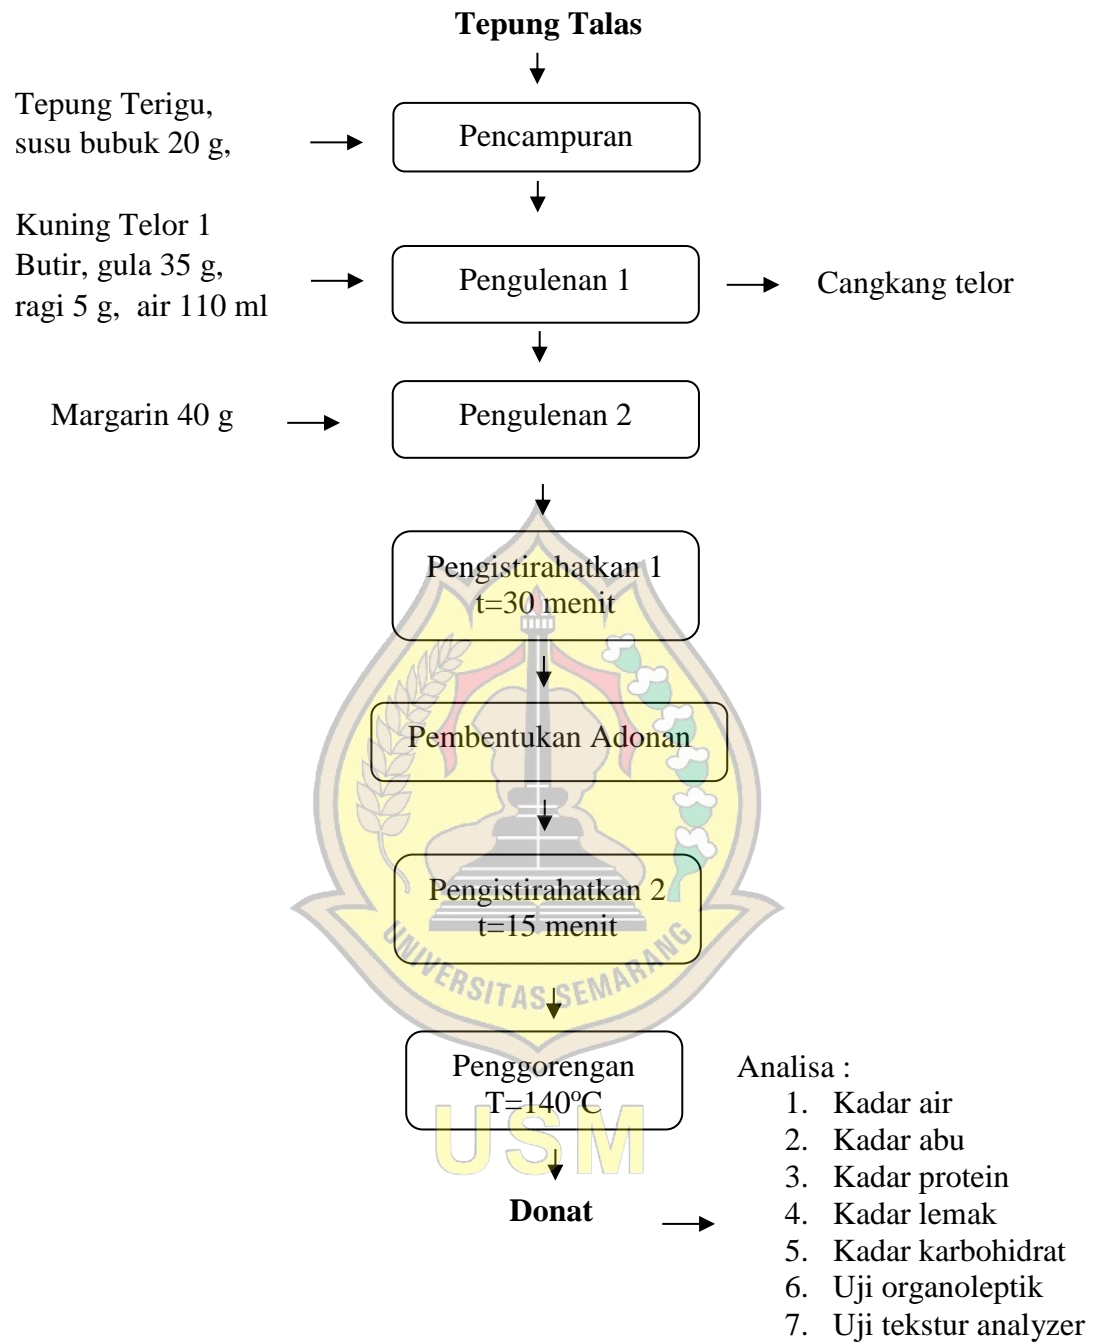 Tepung Talas
Tepung Terigu,
susu bubuk 20 g,
Pencampuran
Kuning Telor 1
Butir, gula 35 g,
ragi 5 g, air 110 ml
Pengulenan 1
Cangkang telor
Margarin 40 g
Pengulenan 2
Pengistirahatkan 1
t=30 menit
Pembentukan Adonan
Pengistirahatkan 2
t=15 menit
UNIVERSITAS SEMARANG
Penggorengan
T=140°C
USM
Donat
Analisa :
1. Kadar air
2. Kadar abu
3. Kadar protein
4. Kadar lemak
5. Kadar karbohidrat
6. Uji organoleptik
7. Uji tekstur analyzer